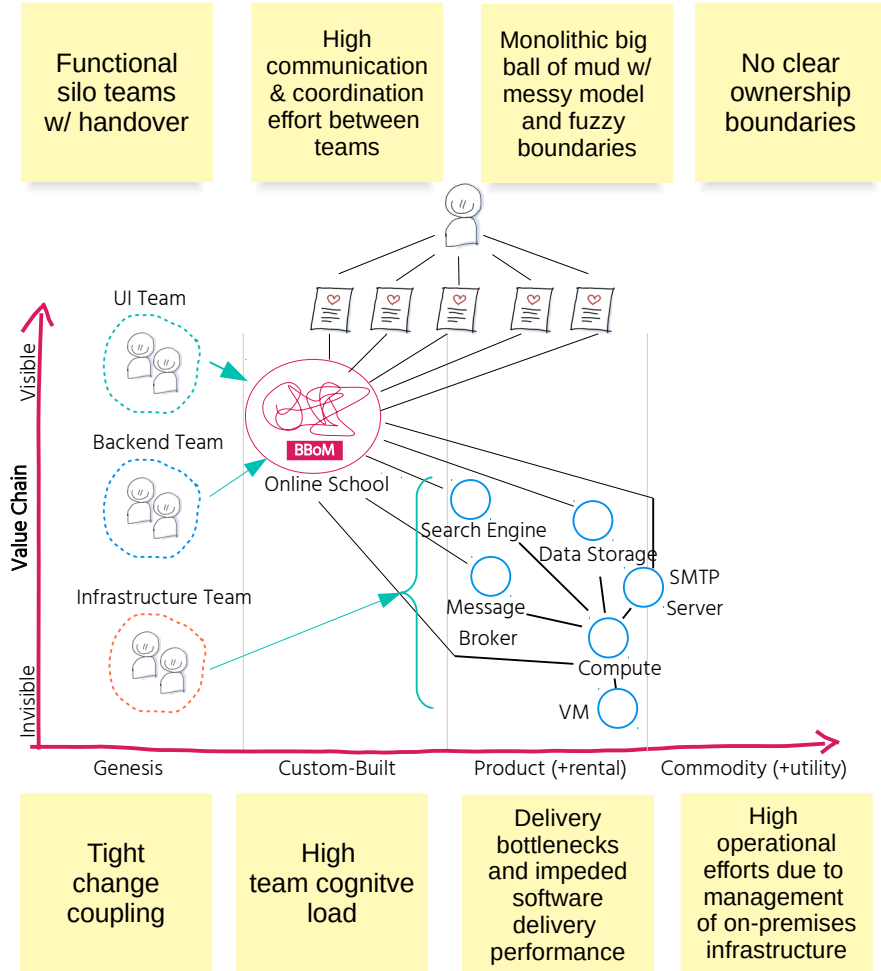 Functional
silo teams
w/ handover
High
communication
& coordination
effort between
teams
Monolithic big
ball of mud w/
messy model
and fuzzy
boundaries
No clear
ownership
boundaries
UI Team
Backend Team
Infrastructure Team
Visible
Value Chain
Invisible
BBoM
Online School
Search Engine
Data Storage
Message
Broker
SMTP
Server
Compute
VM
Genesis
Custom-Built
Product (+rental)
Commodity (+utility)
Tight
change
coupling
High
team cognitve
load
Delivery
bottlenecks
and impeded
software
delivery
performance
High
operational
efforts due to
management
of on-premises
infrastructure